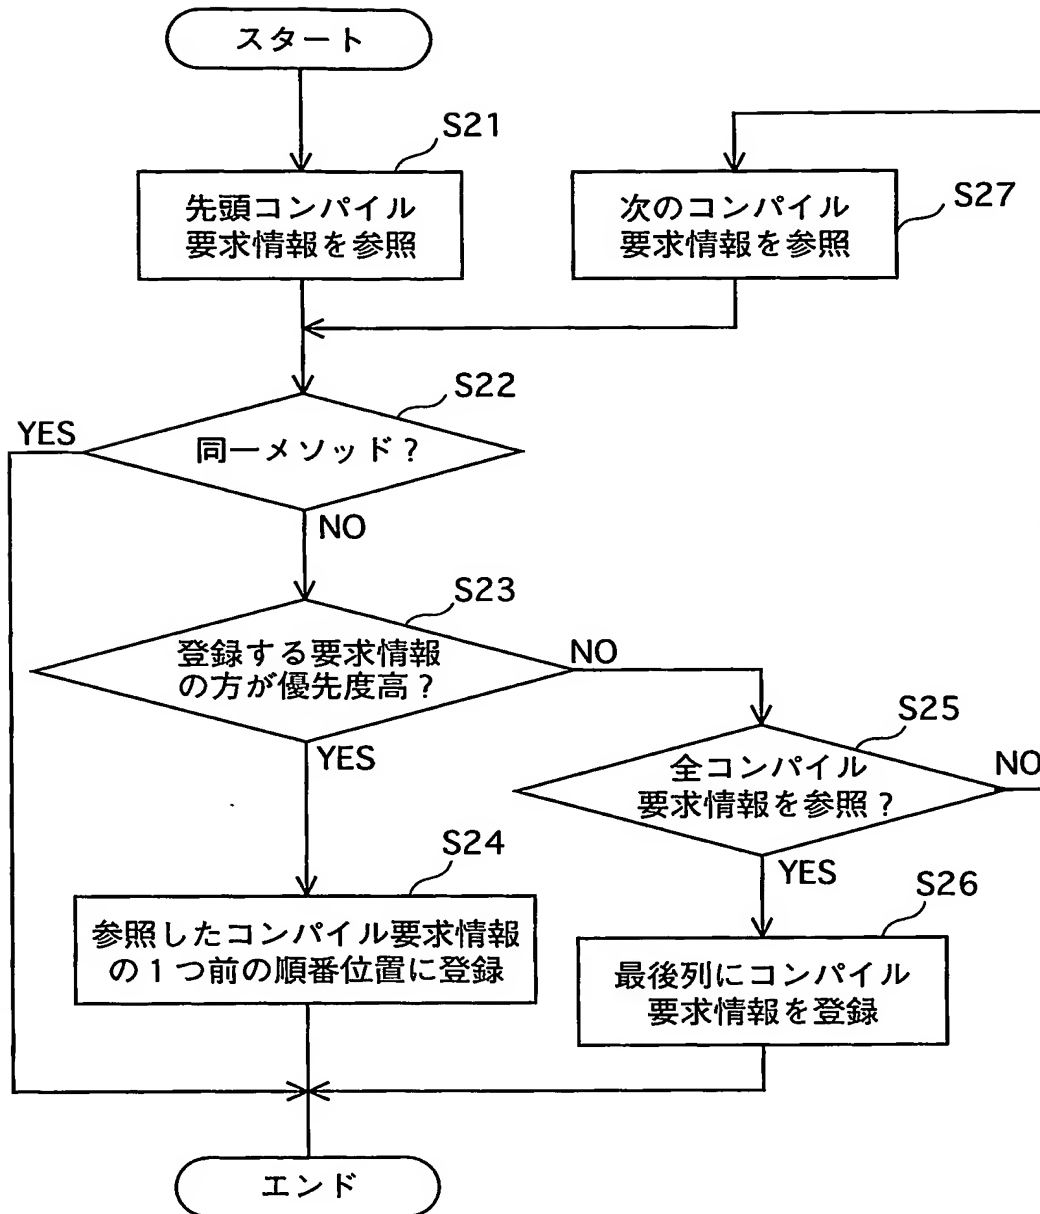 スタート
S21
先頭コンパイル
要求情報を参照
S27
次のコンパイル
要求情報を参照
S22
同一メソッド?
YES
NO
S23
登録する要求情報
の方が優先度高?
NO
YES
S25
全コンパイル
要求情報を参照?
NO
YES
S24
参照したコンパイル要求情報
の1つ前の順番位置に登録
S26
最後列にコンパイル
要求情報を登録
エンド